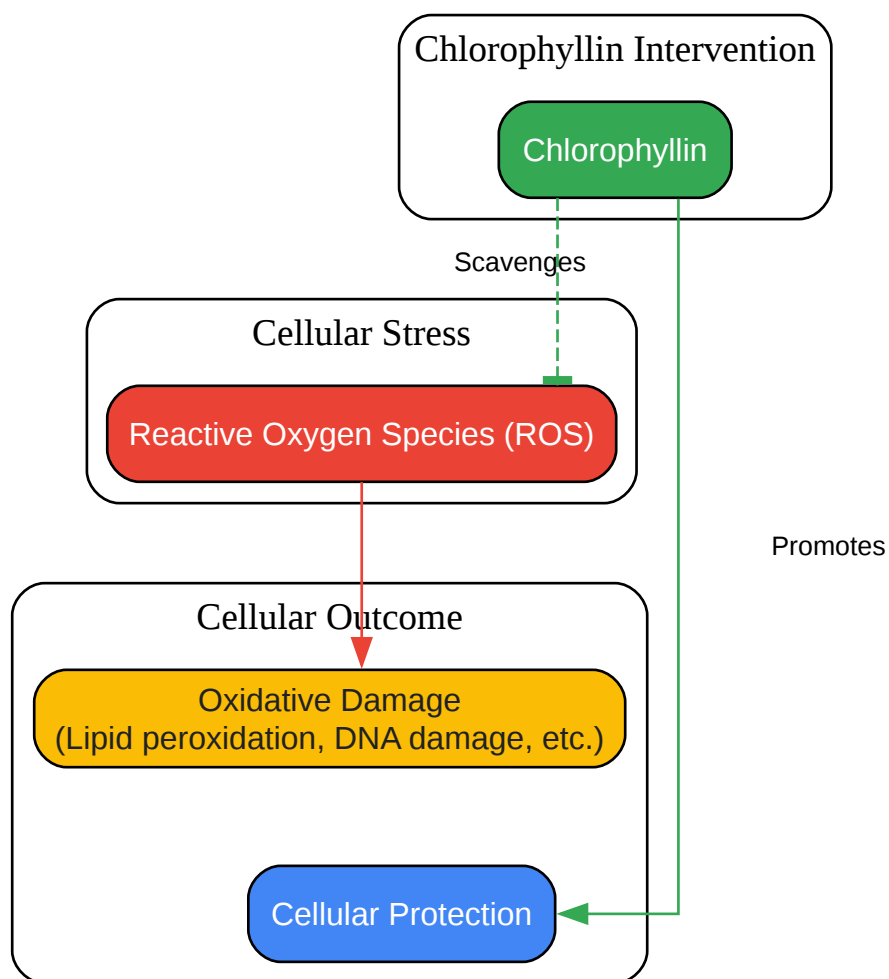 Chlorophyllin Intervention
Chlorophyllin
Scavenges
Cellular Stress
Reactive Oxygen Species (ROS)
Promotes
Cellular Outcome
Oxidative Damage
(Lipid peroxidation, DNA damage, etc.)
Cellular Protection